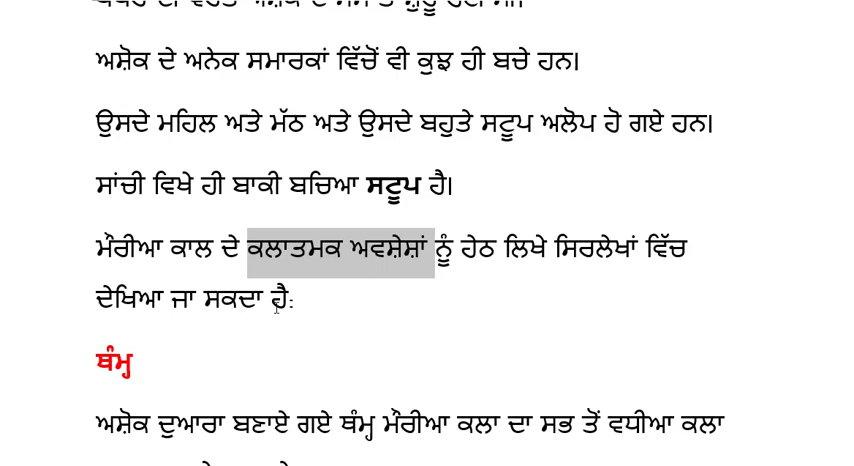 ਅਸ਼ੋਕ ਦੇ ਅਨੇਕ ਸਮਾਰਕਾਂ ਵਿੱਚੋਂ ਵੀ ਕੁਝ ਹੀ ਬਚੇ ਹਨ।
ਉਸਦੇ ਮਹਿਲ ਅਤੇ ਮੱਠ ਅਤੇ ਉਸਦੇ ਬਹੁਤੇ ਸਟੂਪ ਅਲੋਪ ਹੋ ਗਏ ਹਨ।
ਸਾਂਚੀ ਵਿਖੇ ਹੀ ਬਾਕੀ ਬਚਿਆ ਸਟੂਪ ਹੈ।
ਮੌਰੀਆ ਕਾਲ ਦੇ ਕਲਾਤਮਕ ਅਵਸ਼ੇਸ਼ਾਂ ਨੂੰ ਹੇਠ ਲਿਖੇ ਸਿਰਲੇਖਾਂ ਵਿੱਚ
ਦੇਖਿਆ ਜਾ ਸਕਦਾ ਹੈ:
ਥੰਮ੍ਹ
ਅਸ਼ੋਕ ਦੁਆਰਾ ਬਣਾਏ ਗਏ ਥੰਮ੍ਹ ਮੌਰੀਆ ਕਲਾ ਦਾ ਸਭ ਤੋਂ ਵਧੀਆ ਕਲਾ